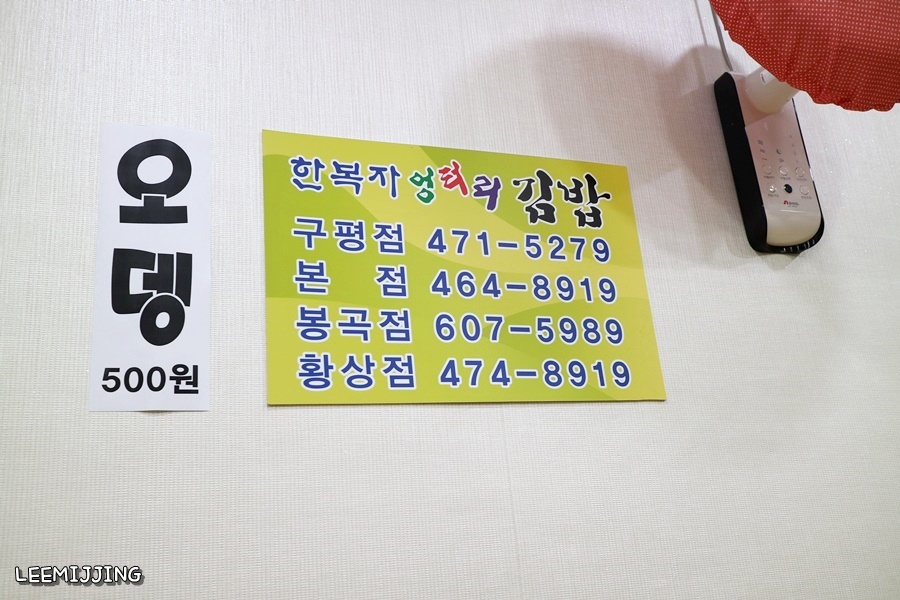 오
뎅
500원
한복자 엉터리 김밥
구평점 471-5279
본 점 464-8919
봉곡점 607-5989
황상점 474-8919
LEEMIJJING